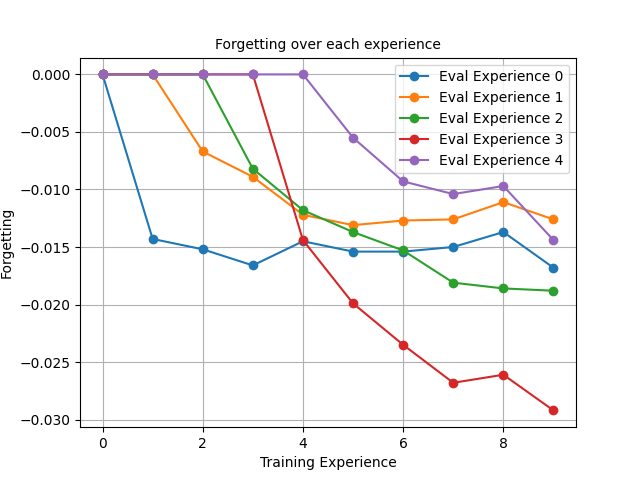 Forgetting over each experience
0.000
−0.005
−0.010
−0.015
−0.020
−0.025
−0.030
Forgetting
Eval Experience 0
Eval Experience 1
Eval Experience 2
Eval Experience 3
Eval Experience 4
0 2 4 6 8
Training Experience